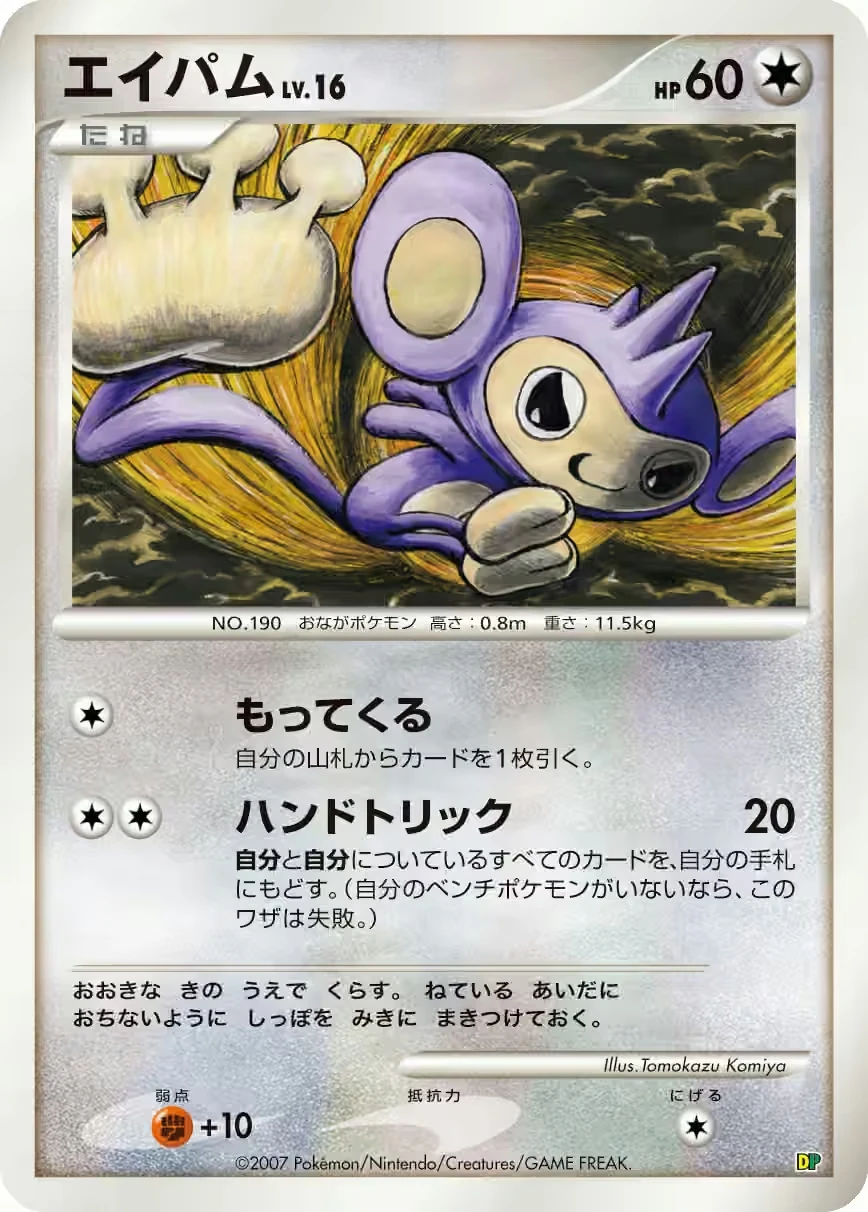 エイパム LV.16 HP60
たね
NO.190 おながポケモン 高さ:0.8m 重さ:11.5kg
もってくる
自分の山札からカードを1枚引く。
ハンドトリック 20
自分と自分についているすべてのカードを、自分の手札
にもどす。(自分のベンチポケモンがいないなら、この
ワザは失敗。)
おおきな きの うえで くらす。 ねている あいだに
おちないように しっぽを みきに まきつけておく。
Illus.Tomokazu Komiya
弱点 抵抗力 にげる
+10
©2007 Pokémon/Nintendo/Creatures/GAME FREAK.
DP